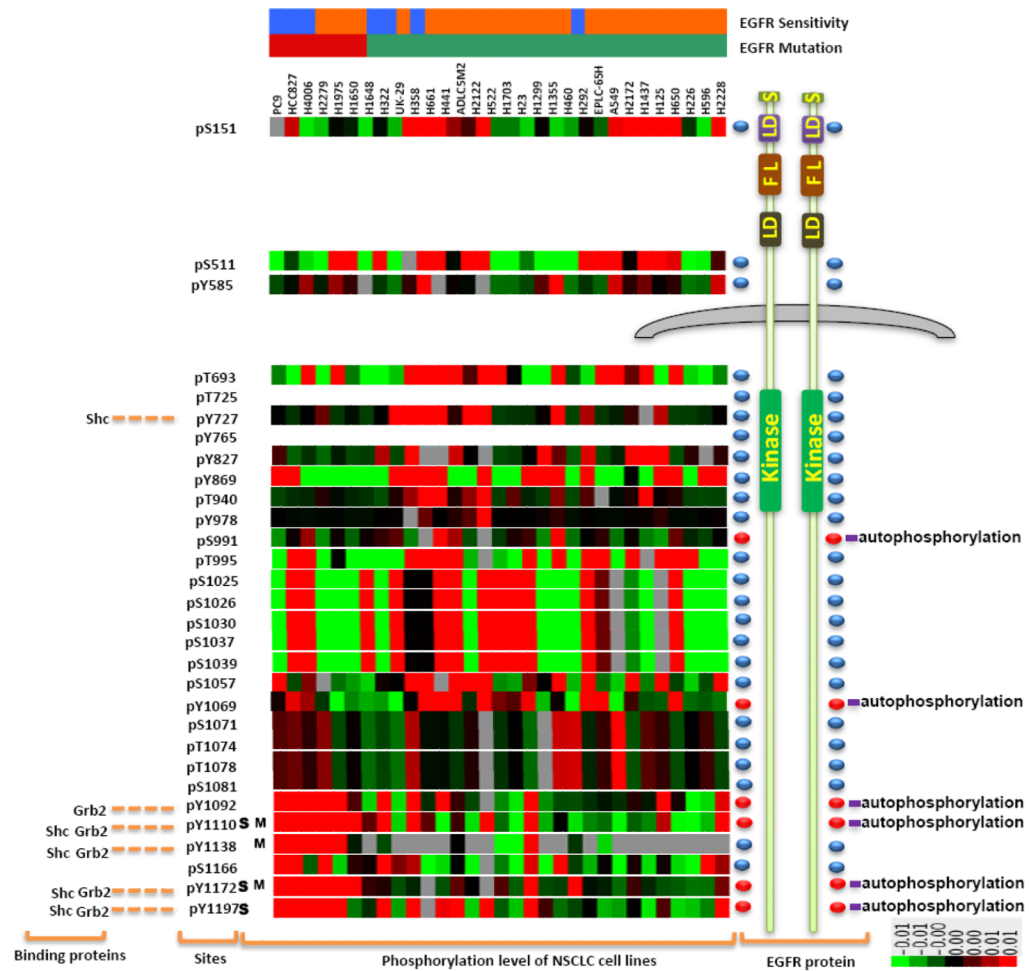 EGFR Sensitivity
EGFR Mutation
PC9
HCC827
H4006
H2279
H1975
H1650
H1648
H322
UK-29
H358
H661
H441
ADLC5M2
H2122
H522
H1703
H23
H1299
H1355
H460
H292
EPLC-65H
A549
H2172
H1437
H125
H650
H226
H596
H2228
pS151
S
LD
F L
LD
S
LD
F L
LD
pS511
pY585
pT693
pT725
Shc
pY727
pY765
pY827
pY869
pT940
pY978
pS991
autophosphorylation
pT995
pS1025
pS1026
pS1030
pS1037
pS1039
pS1057
pY1069
autophosphorylation
pS1071
pT1074
pT1078
pS1081
Kinase
Kinase
Grb2
pY1092
autophosphorylation
Shc Grb2
pY1110 S M
autophosphorylation
Shc Grb2
pY1138 M
pS1166
Shc Grb2
pY1172 S M
autophosphorylation
Shc Grb2
pY1197 S
autophosphorylation
-0.01
-0.01
-0.00
0.00
0.00
0.01
0.01
Binding proteins
Sites
Phosphorylation level of NSCLC cell lines
EGFR protein